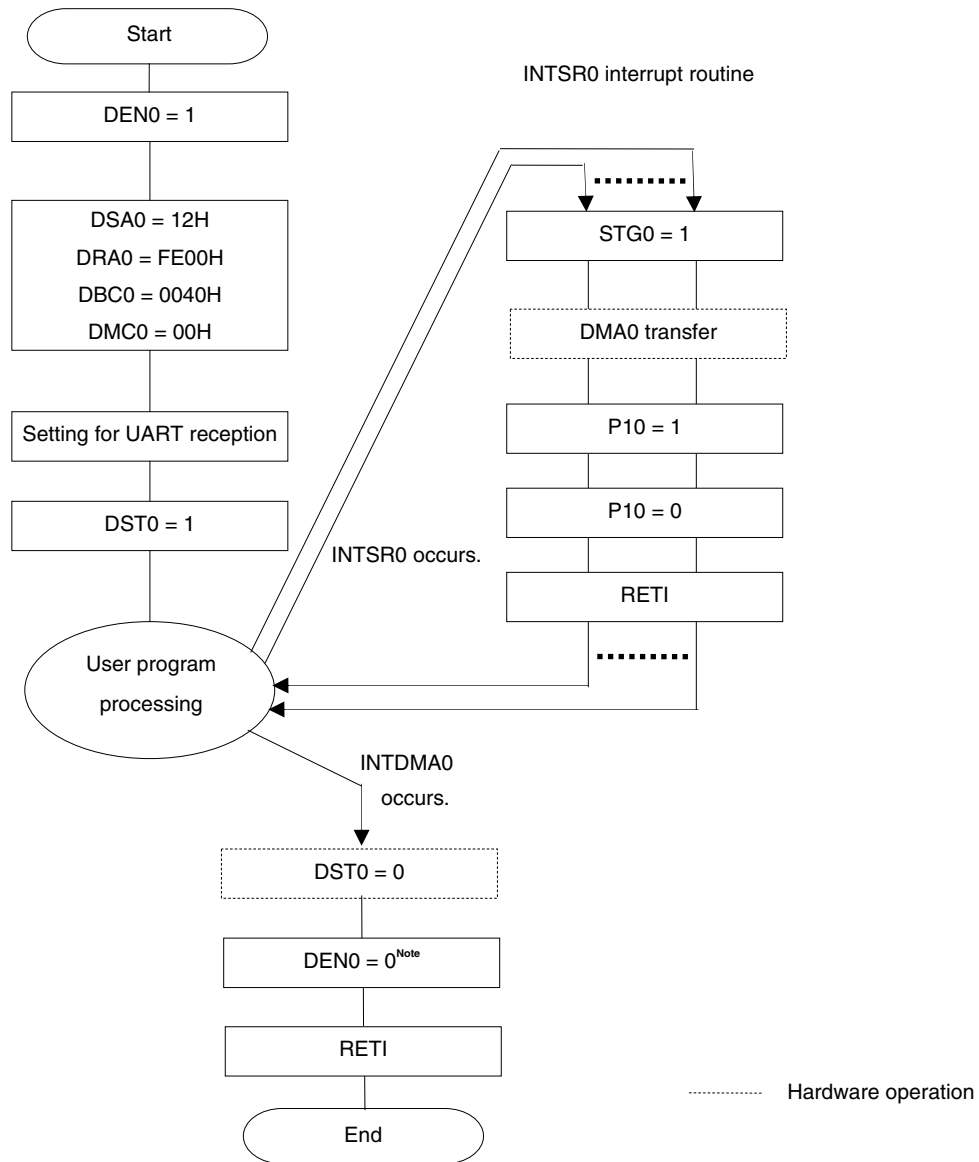 Start
DEN0 = 1
DSA0 = 12H
DRA0 = FE00H
DBC0 = 0040H
DMC0 = 00H
Setting for UART reception
DST0 = 1
User program
processing
INTSR0 occurs.
INTSR0 interrupt routine
STG0 = 1
DMA0 transfer
P10 = 1
P10 = 0
RETI
INTDMA0
occurs.
DST0 = 0
DEN0 = 0Note
RETI
End
Hardware operation